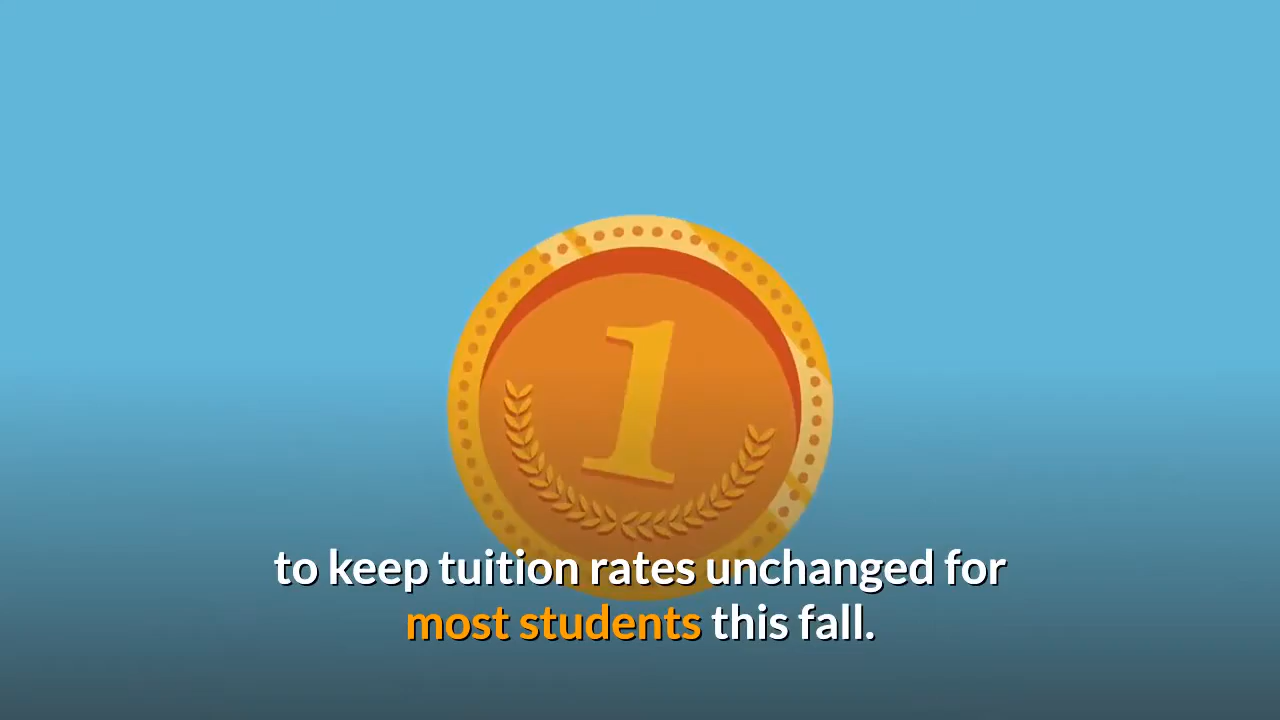 1
to keep tuition rates unchanged for
most students this fall.